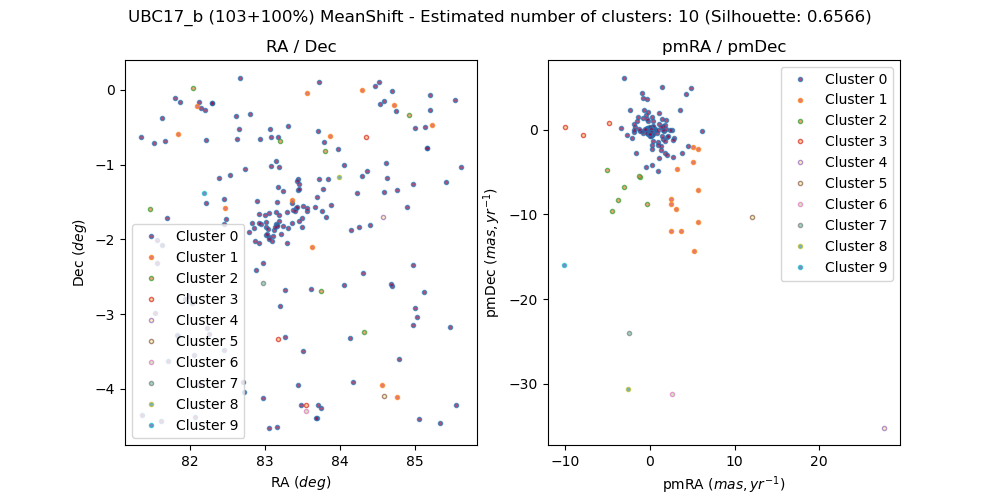 UBC17_b (103+100%) MeanShift - Estimated number of clusters: 10 (Silhouette: 0.6566)
RA / Dec
pmRA / pmDec
0
−1
−2
−3
−4
Dec (deg)
82
83
84
85
RA (deg)
Cluster 0
Cluster 1
Cluster 2
Cluster 3
Cluster 4
Cluster 5
Cluster 6
Cluster 7
Cluster 8
Cluster 9
0
−10
−20
−30
pmDec (mas, yr⁻¹)
−10
0
10
20
pmRA (mas, yr⁻¹)
Cluster 0
Cluster 1
Cluster 2
Cluster 3
Cluster 4
Cluster 5
Cluster 6
Cluster 7
Cluster 8
Cluster 9